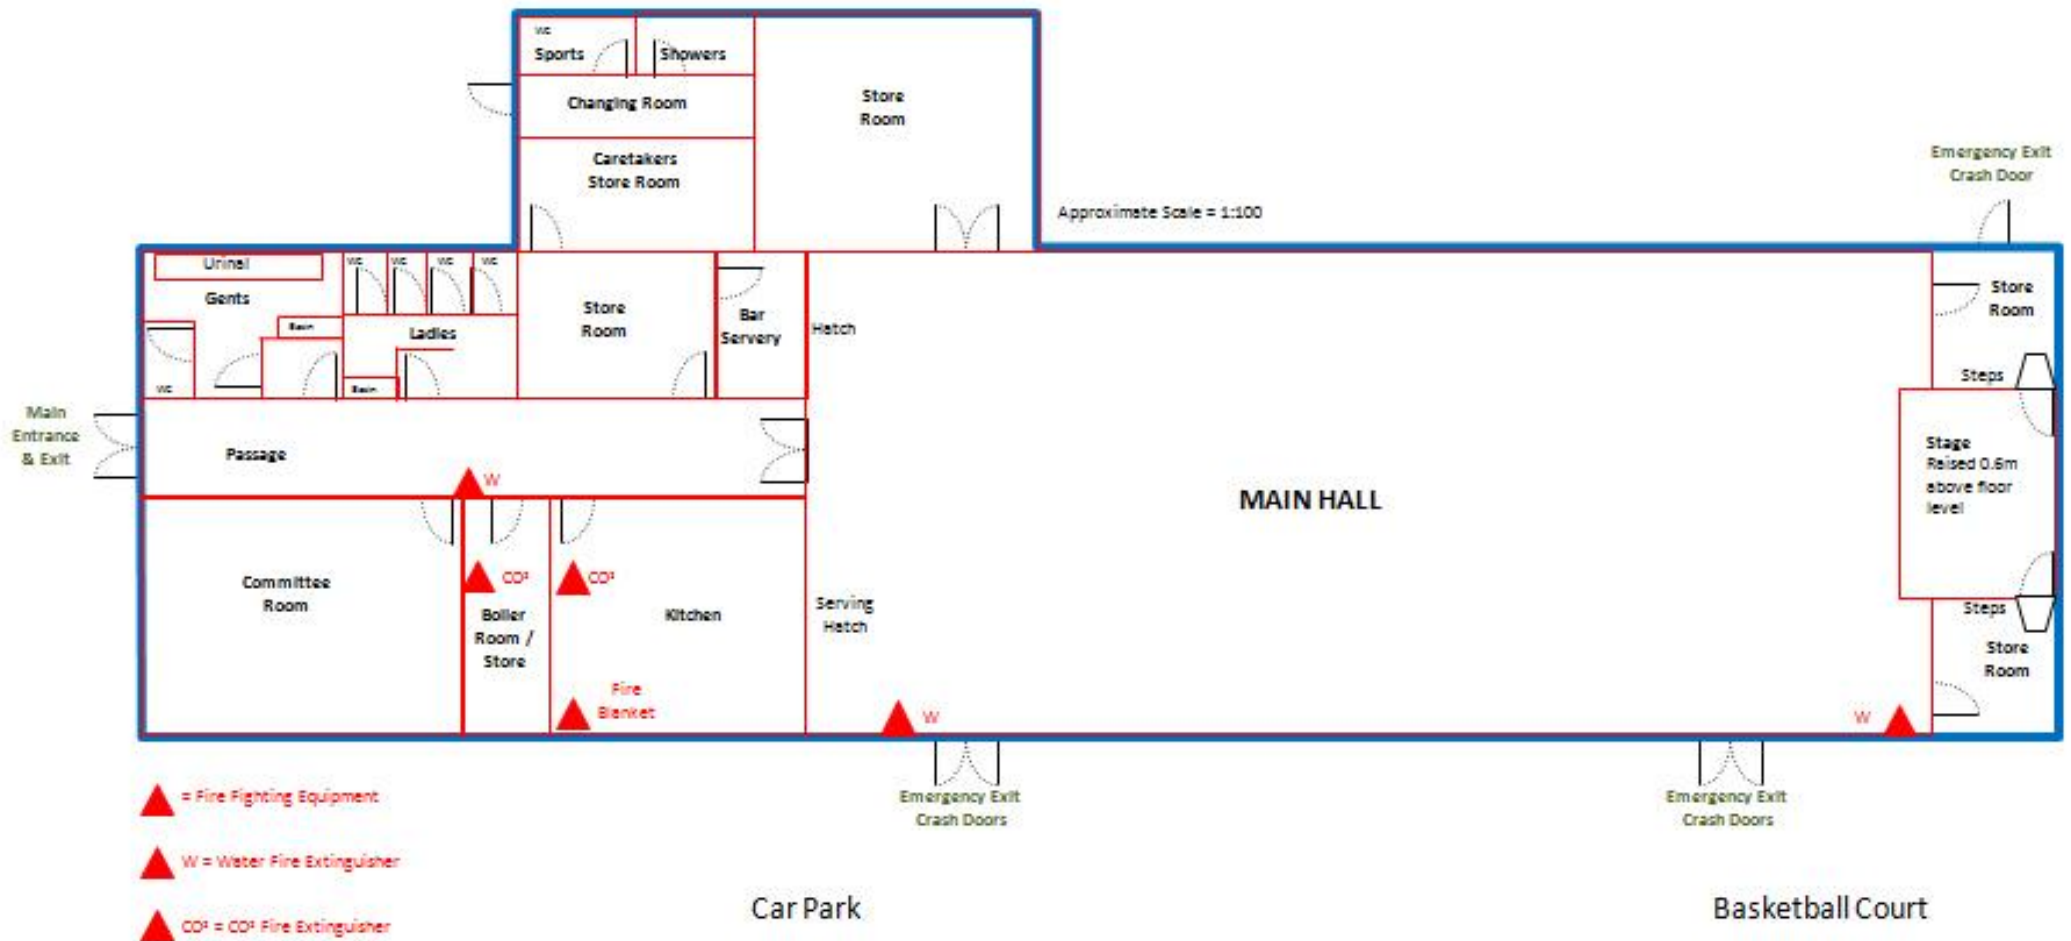 WC
Sports
Showers
Changing Room
Store
Room
Caretakers
Store Room
Emergency Exit
Crash Door
Approximate Scale = 1:100
Urinal
WC
WC
WC
WC
Gents
Basin
Ladies
Store
Room
Bar
Servery
Hatch
Store
Room
WC
Basin
Steps
Main
Entrance
& Exit
Passage
W
Stage
Raised 0.6m
above floor
level
MAIN HALL
Committee
Room
CO²
CO²
Boiler
Room /
Store
Kitchen
Serving
Hatch
Steps
Store
Room
Fire
Blanket
W
W
= Fire Fighting Equipment
Emergency Exit
Crash Doors
Emergency Exit
Crash Doors
W = Water Fire Extinguisher
CO² = CO² Fire Extinguisher
Car Park
Basketball Court